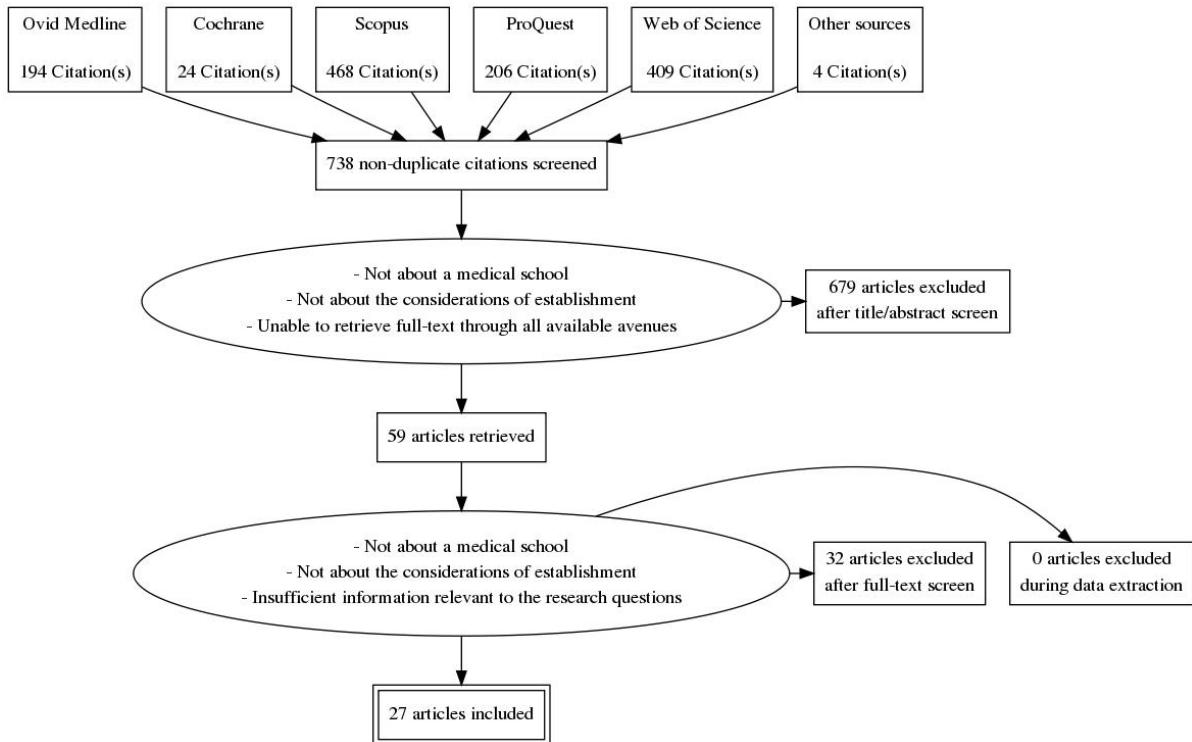 Ovid Medline
194 Citation(s)
Cochrane
24 Citation(s)
Scopus
468 Citation(s)
ProQuest
206 Citation(s)
Web of Science
409 Citation(s)
Other sources
4 Citation(s)
738 non-duplicate citations screened
- Not about a medical school
- Not about the considerations of establishment
- Unable to retrieve full-text through all available avenues
679 articles excluded
after title/abstract screen
59 articles retrieved
- Not about a medical school
- Not about the considerations of establishment
- Insufficient information relevant to the research questions
32 articles excluded
after full-text screen
0 articles excluded
during data extraction
27 articles included